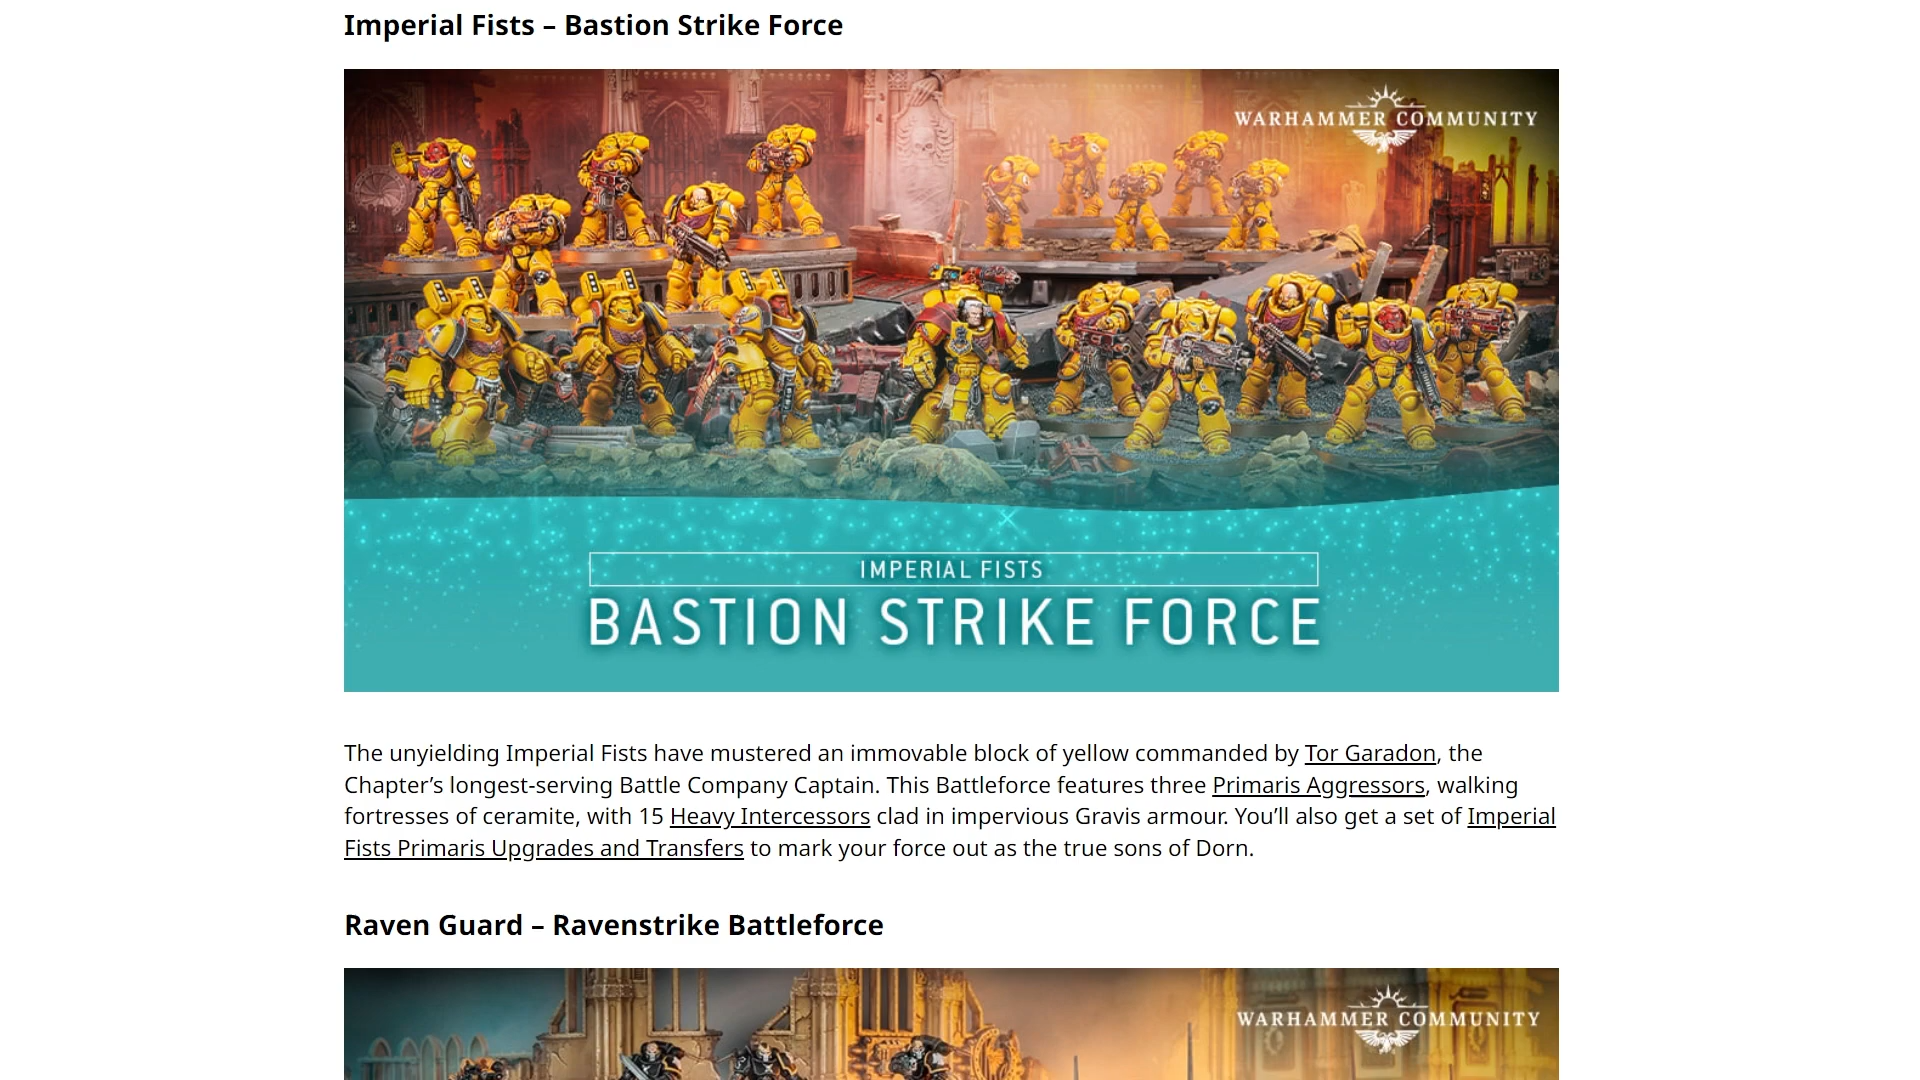 Imperial Fists – Bastion Strike Force
WARHAMMER COMMUNITY
IMPERIAL FISTS
BASTION STRIKE FORCE
The unyielding Imperial Fists have mustered an immovable block of yellow commanded by Tor Garadon, the
Chapter’s longest-serving Battle Company Captain. This Battleforce features three Primaris Aggressors, walking
fortresses of ceramite, with 15 Heavy Intercessors clad in impervious Gravis armour. You’ll also get a set of Imperial
Fists Primaris Upgrades and Transfers to mark your force out as the true sons of Dorn.
Raven Guard – Ravenstrike Battleforce
WARHAMMER COMMUNITY